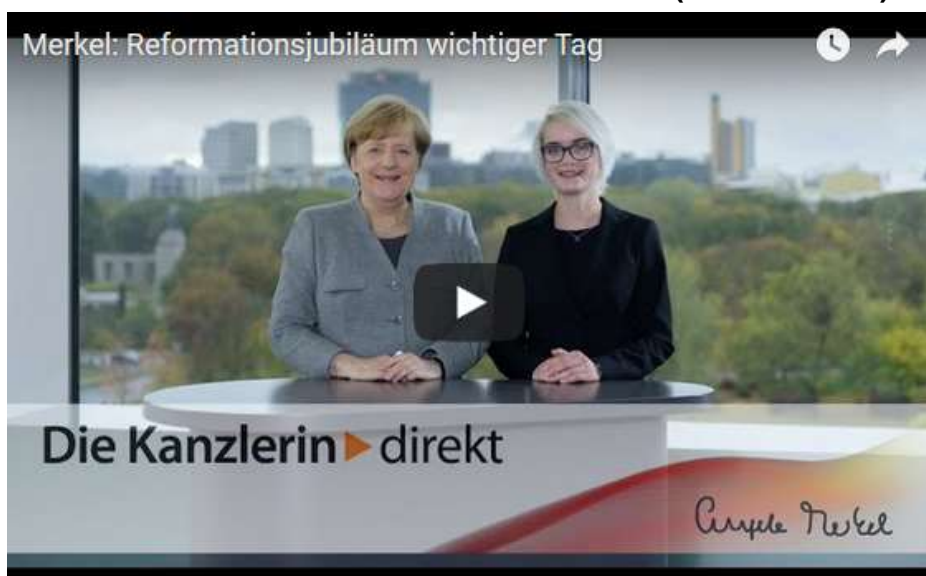 Merkel: Reformationsjubiläum wichtiger Tag
Die Kanzlerin direkt
Angela Merkel